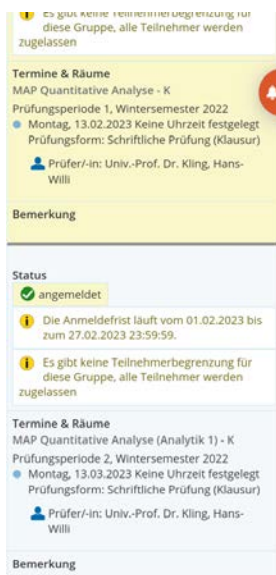 Es gibt keine Teilnehmerbegrenzung für
diese Gruppe, alle Teilnehmer werden
zugelassen
Termine & Räume
MAP Quantitative Analyse - K
Prüfungsperiode 1, Wintersemester 2022
Montag, 13.02.2023 Keine Uhrzeit festgelegt
Prüfungsform: Schriftliche Prüfung (Klausur)
Prüfer/-in: Univ.-Prof. Dr. Kling, Hans-
Willi
Bemerkung
Status
angemeldet
Die Anmeldefrist läuft vom 01.02.2023 bis
zum 27.02.2023 23:59:59.
Es gibt keine Teilnehmerbegrenzung für
diese Gruppe, alle Teilnehmer werden
zugelassen
Termine & Räume
MAP Quantitative Analyse (Analytik 1) - K
Prüfungsperiode 2, Wintersemester 2022
Montag, 13.03.2023 Keine Uhrzeit festgelegt
Prüfungsform: Schriftliche Prüfung (Klausur)
Prüfer/-in: Univ.-Prof. Dr. Kling, Hans-
Willi
Bemerkung